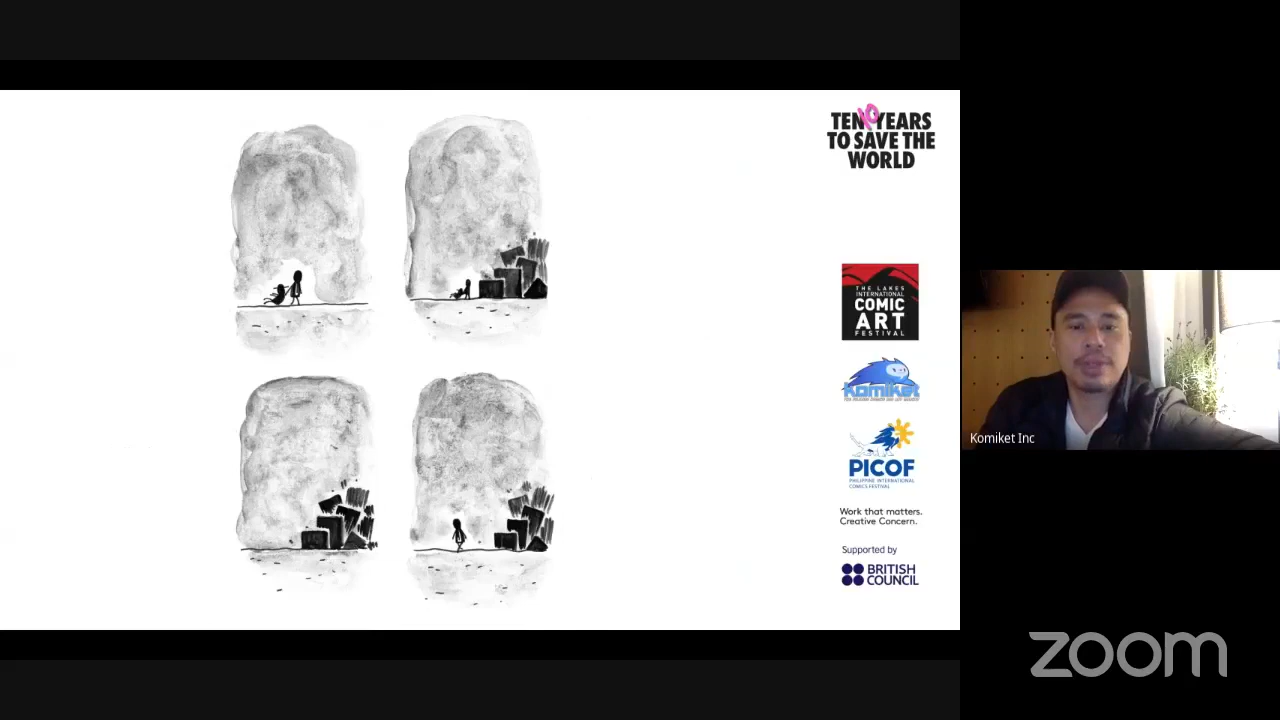 TEN 10 YEARS
TO SAVE THE
WORLD
THE LAKES
INTERNATIONAL
COMIC
ART
FESTIVAL
Komiket
PICOF
PHILIPPINE INTERNATIONAL
COMICS FESTIVAL
Work that matters.
Creative Concern.
Supported by
BRITISH
COUNCIL
Komiket Inc
zoom